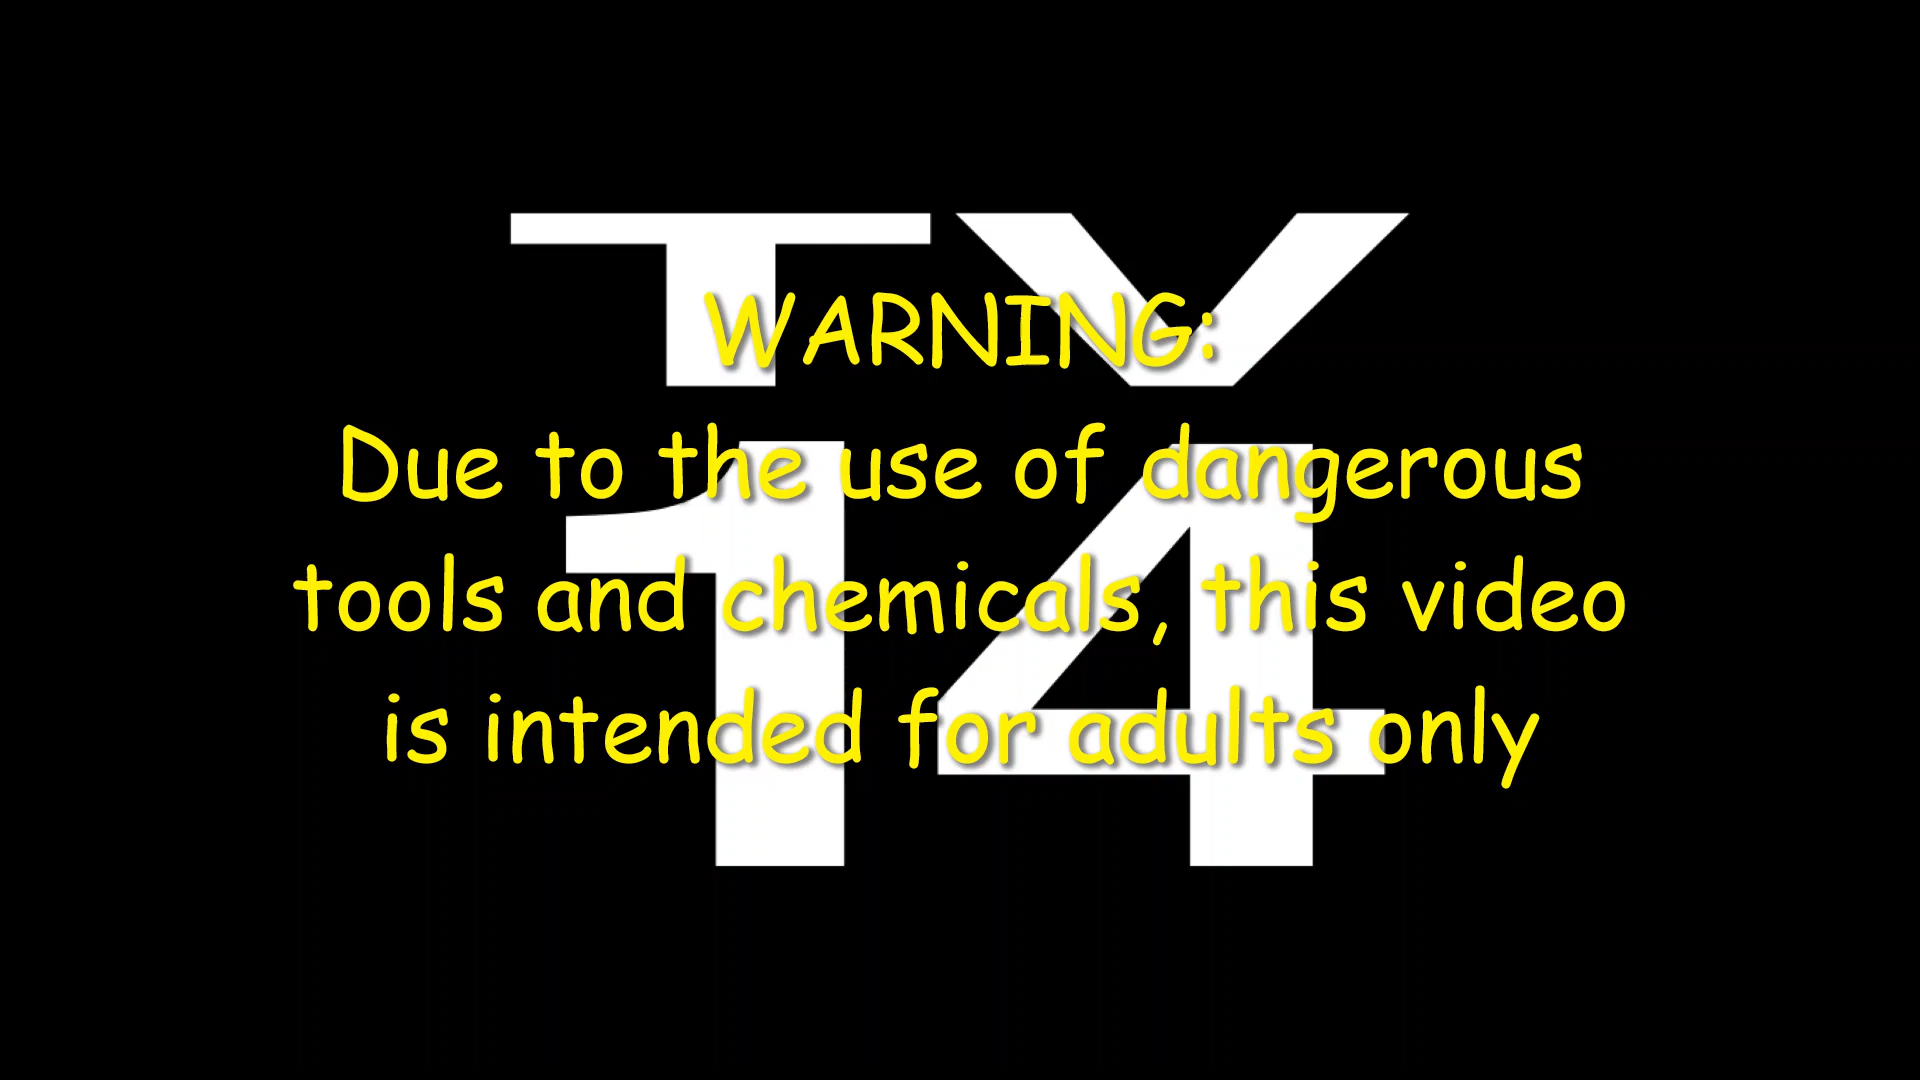 TV
14
WARNING:
Due to the use of dangerous
tools and chemicals, this video
is intended for adults only